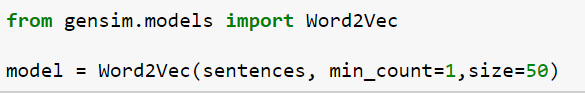 from gensim.models import Word2Vec
model = Word2Vec(sentences, min_count=1,size=50)